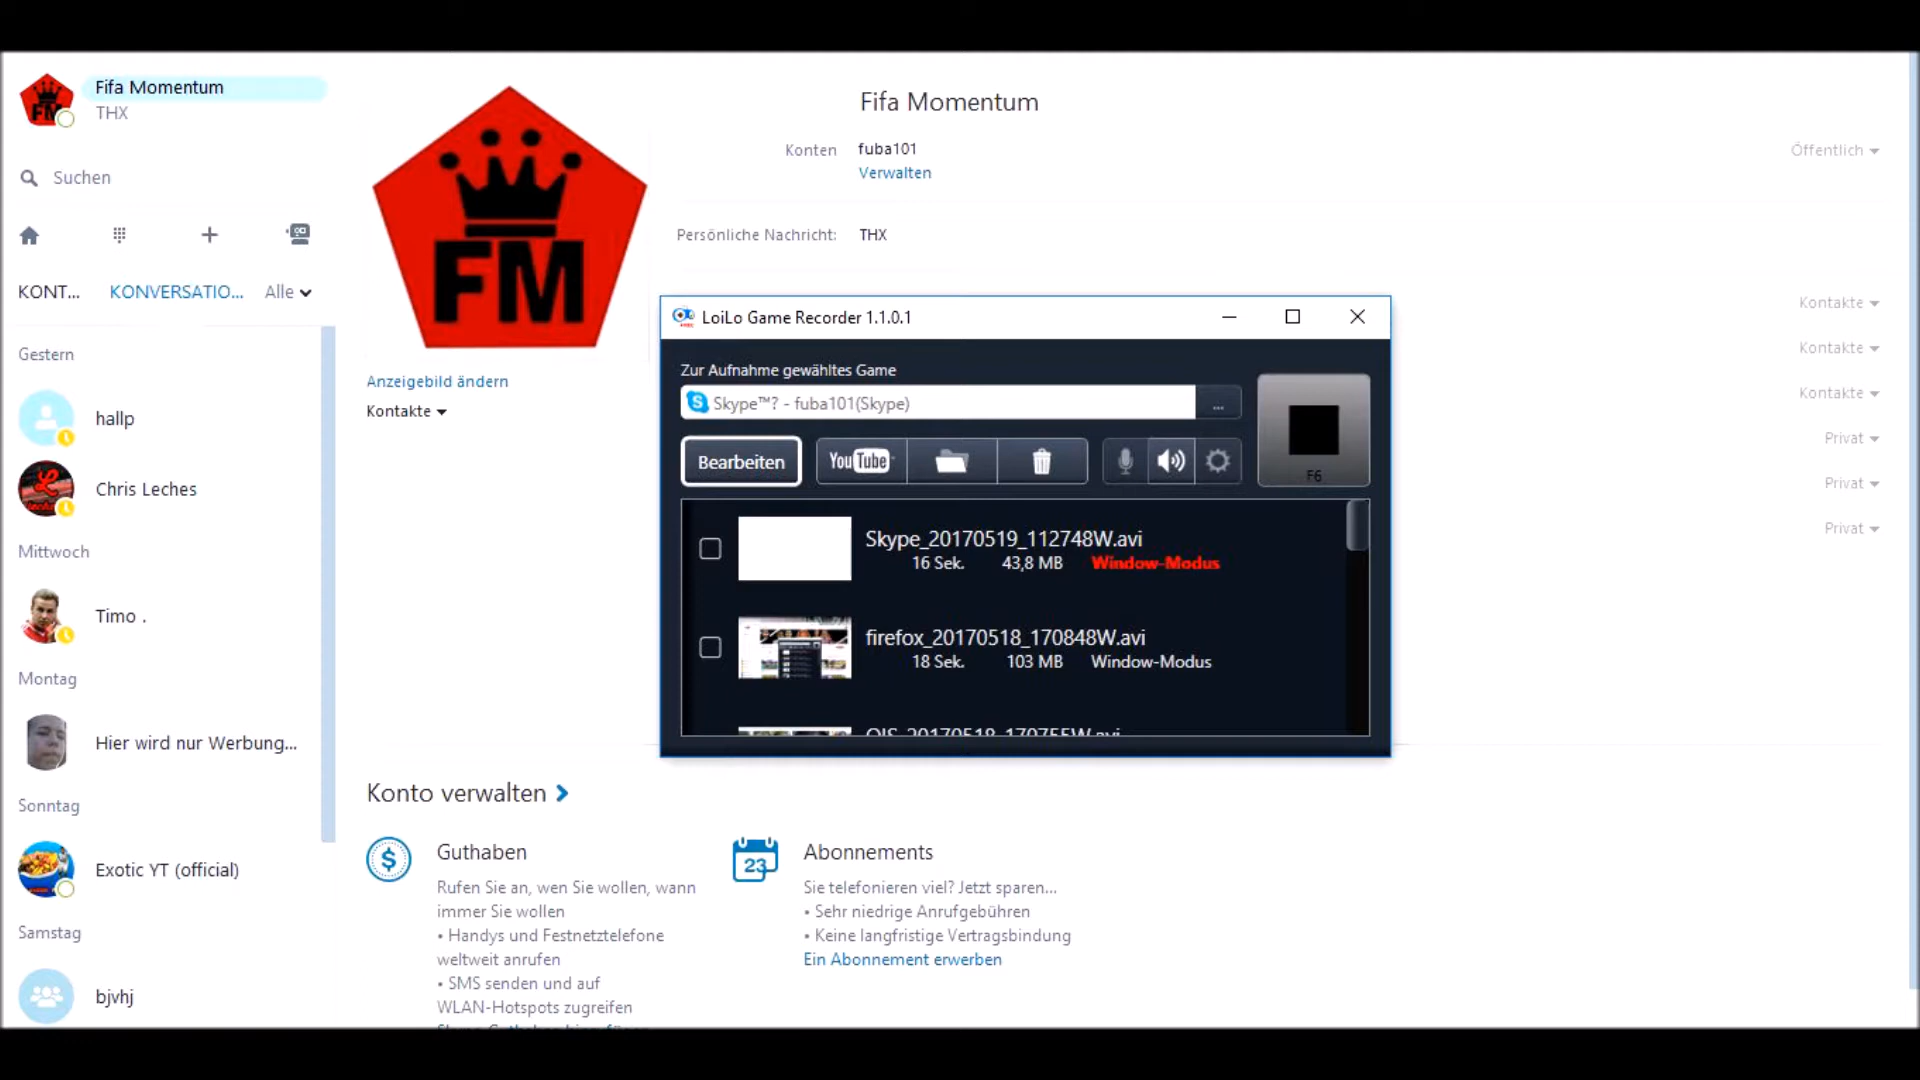 Fifa Momentum
THX
Suchen
KONT...
KONVERSATIO...
Alle
Gestern
hallp
Chris Leches
Mittwoch
Timo .
Montag
Hier wird nur Werbung...
Sonntag
Exotic YT (official)
Samstag
bjvhj
FM
Anzeigebild ändern
Kontakte
Fifa Momentum
Konten
fuba101
Verwalten
Öffentlich
Persönliche Nachricht:
THX
Kontakte
Kontakte
Kontakte
Privat
Privat
Privat
LoiLo Game Recorder 1.1.0.1
Zur Aufnahme gewähltes Game
Skype™? - fuba101(Skype)
...
Bearbeiten
YouTube
F6
Skype_20170519_112748W.avi
16 Sek. 43,8 MB Window-Modus
firefox_20170518_170848W.avi
18 Sek. 103 MB Window-Modus
Konto verwalten
Guthaben
Rufen Sie an, wen Sie wollen, wann
immer Sie wollen
• Handys und Festnetztelefone
weltweit anrufen
• SMS senden und auf
WLAN-Hotspots zugreifen
23
Abonnements
Sie telefonieren viel? Jetzt sparen...
• Sehr niedrige Anrufgebühren
• Keine langfristige Vertragsbindung
Ein Abonnement erwerben